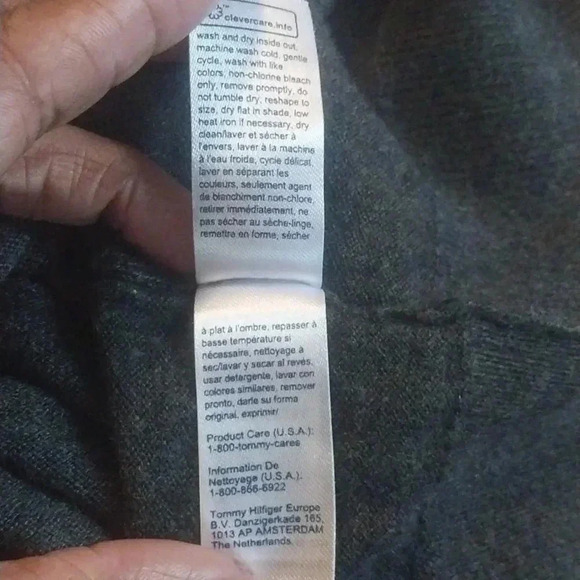 clevercare.info
wash and dry inside out,
machine wash cold, gentle
cycle, wash with like
colors, non-chlorine bleach
only, remove promptly, do
not tumble dry, reshape to
size, dry flat in shade, low
heat iron if necessary, dry
clean/laver et sécher à
l'envers, laver à la machine
à l'eau froide, cycle délicat,
laver en séparant les
couleurs, seulement agent
de blanchiment non-chlore,
retirer immédiatement, ne
pas sécher au sèche-linge,
remettre en forme, sécher
à plat à l'ombre, repasser à
basse température si
nécessaire, nettoyage à
sec/lavar y secar al revés,
usar detergente, lavar con
colores similares, remover
pronto, darle su forma
original, exprimir/
Product Care (U.S.A.):
1-800-tommy-cares
Information De
Nettoyage (U.S.A.):
1-800-866-6922
Tommy Hilfiger Europe
B.V. Danzigerkade 165,
1013 AP AMSTERDAM
The Netherlands.